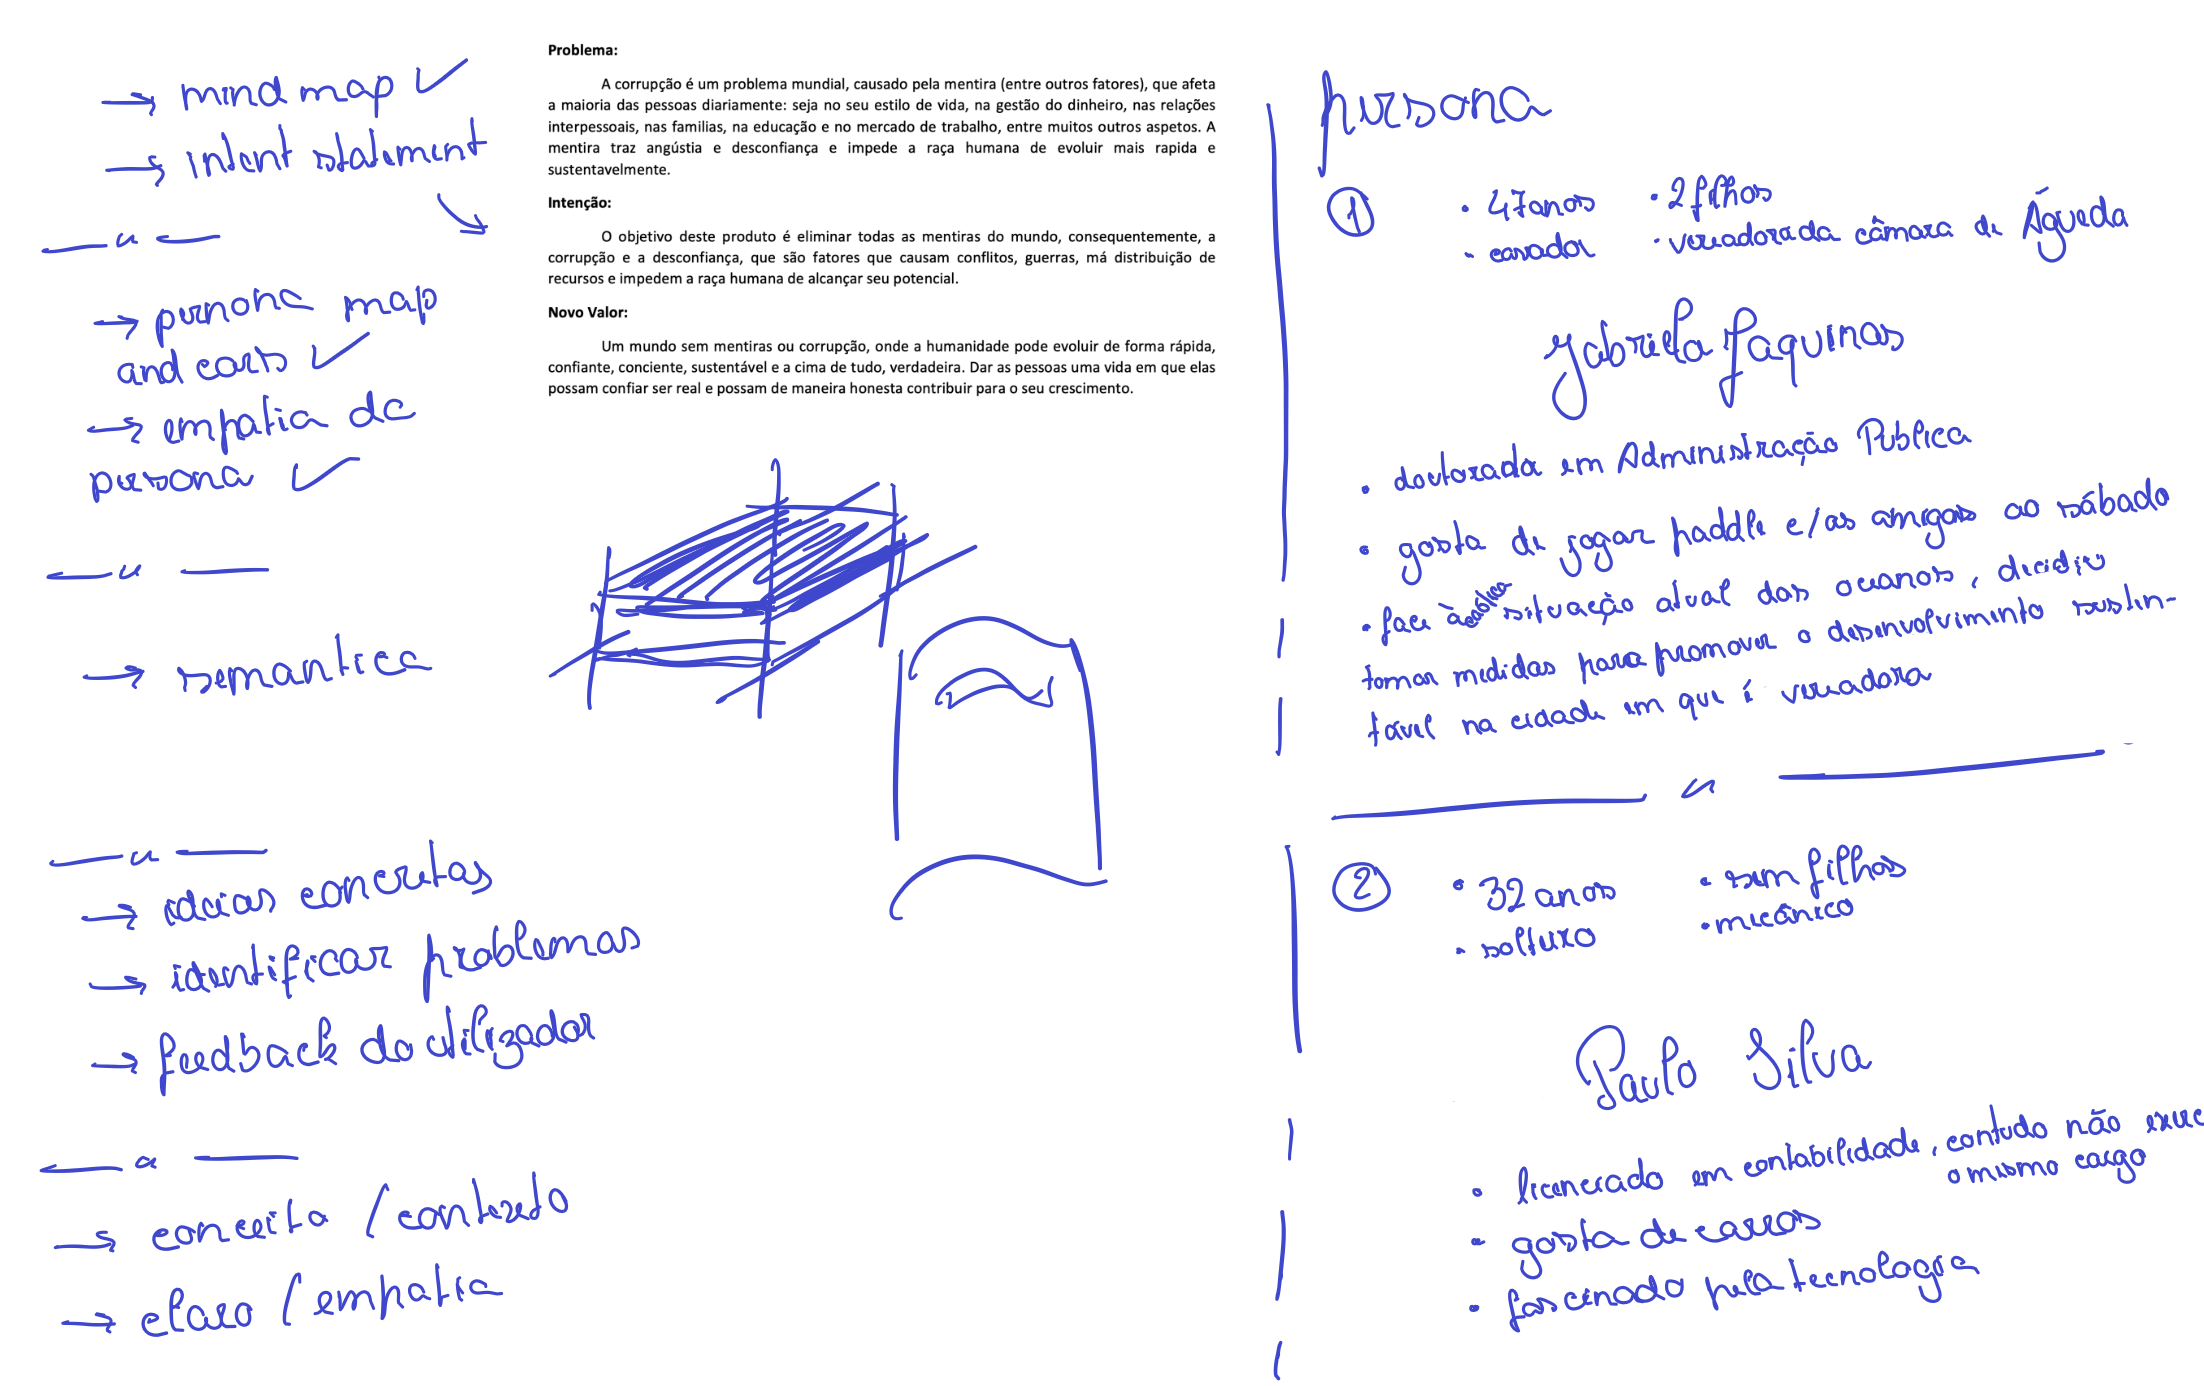 → mind map ✓
→ intent statement
→ persona map
and carts ✓
→ empatia da
persona ✓
→ semantica
→ ideias concretas
→ identificar problemas
→ feedback do utilizador
→ conceito / contexto
→ claro / empatia
Problema:
A corrupção é um problema mundial, causado pela mentira (entre outros fatores), que afeta
a maioria das pessoas diariamente: seja no seu estilo de vida, na gestão do dinheiro, nas relações
interpessoais, nas familias, na educação e no mercado de trabalho, entre muitos outros aspetos. A
mentira traz angústia e desconfiança e impede a raça humana de evoluir mais rapida e
sustentavelmente.
Intenção:
O objetivo deste produto é eliminar todas as mentiras do mundo, consequentemente, a
corrupção e a desconfiança, que são fatores que causam conflitos, guerras, má distribuição de
recursos e impedem a raça humana de alcançar seu potencial.
Novo Valor:
Um mundo sem mentiras ou corrupção, onde a humanidade pode evoluir de forma rápida,
confiante, conciente, sustentável e a cima de tudo, verdadeira. Dar as pessoas uma vida em que elas
possam confiar ser real e possam de maneira honesta contribuir para o seu crescimento.
persona
1 • 47 anos • 2 filhos
• casada • vereadora da câmara de Águeda
Gabriela Jaquinas
• doutorada em Administração Pública
• gosta de jogar paddle c/as amigas ao sábado
• face à situação atual dos oceanos, decidiu
tomar medidas para promover o desenvolvimento susten-
tável na cidade em que é vereadora
2 • 32 anos • sem filhos
• solteiro • mecânico
Paulo Silva
• licenciado em contabilidade, contudo não exerc
o mesmo cargo
• gosta de carros
• fascinado pela tecnologia